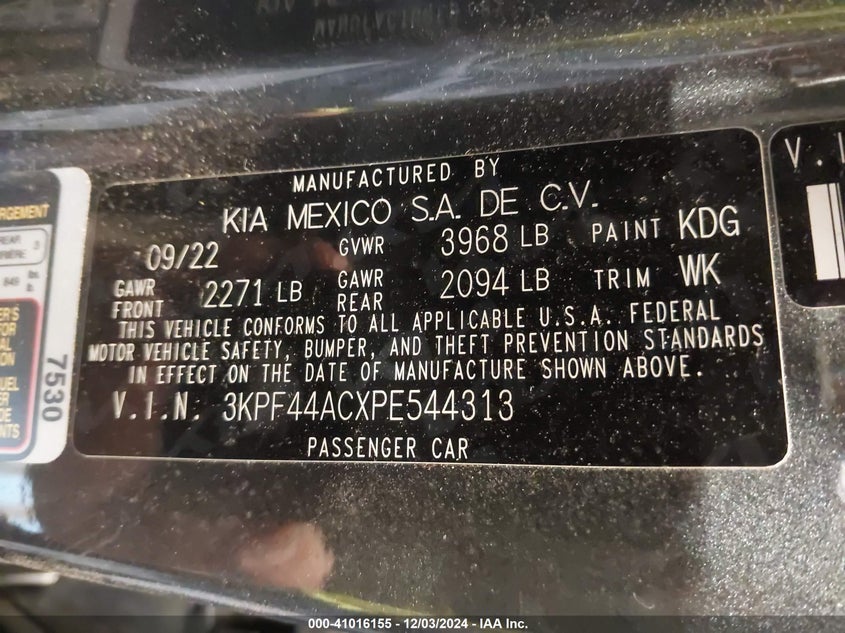 MANUFACTURED BY
KIA MEXICO S.A. DE C.V.
09/22 GVWR 3968 LB PAINT KDG
GAWR FRONT 2271 LB GAWR REAR 2094 LB TRIM WK
THIS VEHICLE CONFORMS TO ALL APPLICABLE U.S.A. FEDERAL
MOTOR VEHICLE SAFETY, BUMPER, AND THEFT PREVENTION STANDARDS
IN EFFECT ON THE DATE OF MANUFACTURE SHOWN ABOVE.
V.I.N: 3KPF44ACXPE544313
PASSENGER CAR
7530
V.I
000-41016155 - 12/03/2024 - IAA Inc.